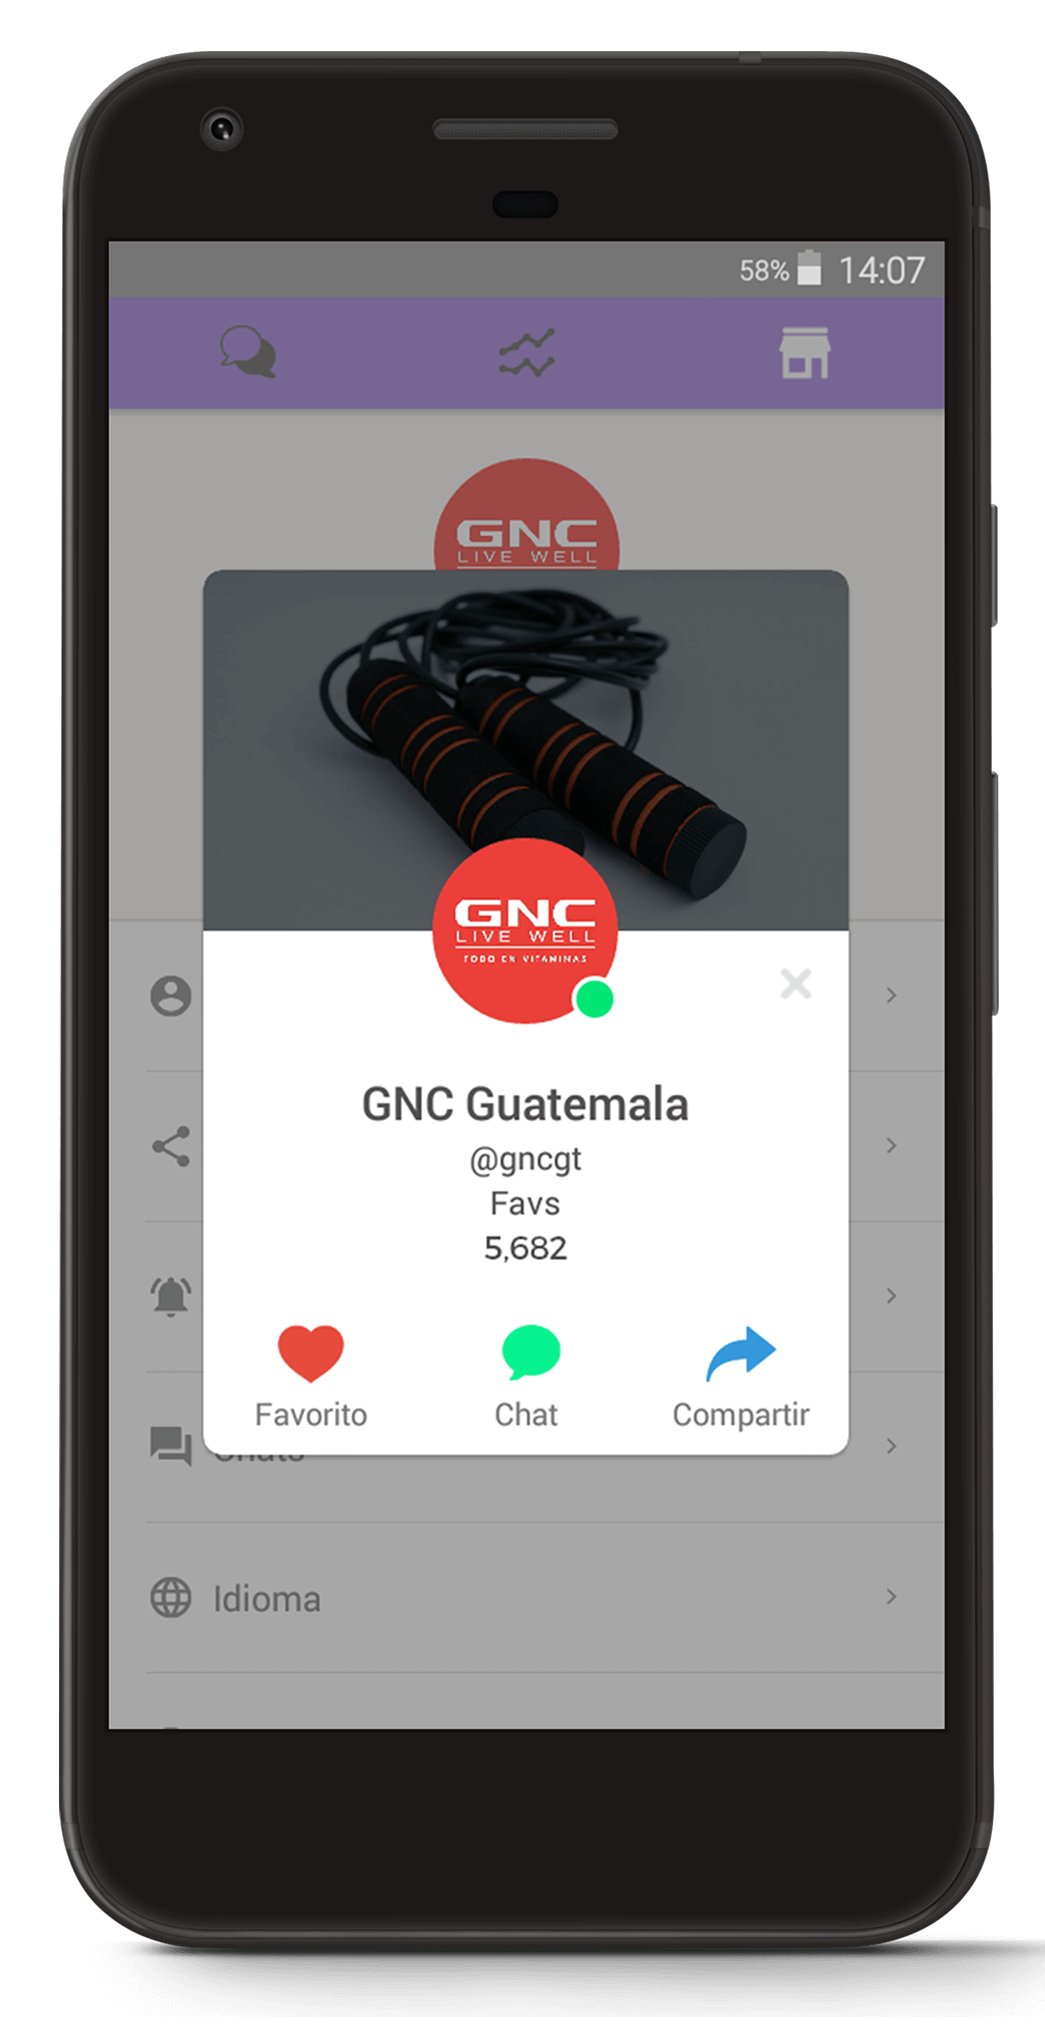 58% 14:07
GNC
LIVE WELL
GNC
LIVE WELL
TODO EN VITAMINAS
GNC Guatemala
@gncgt
Favs
5,682
Favorito Chat Compartir
Chats
Idioma